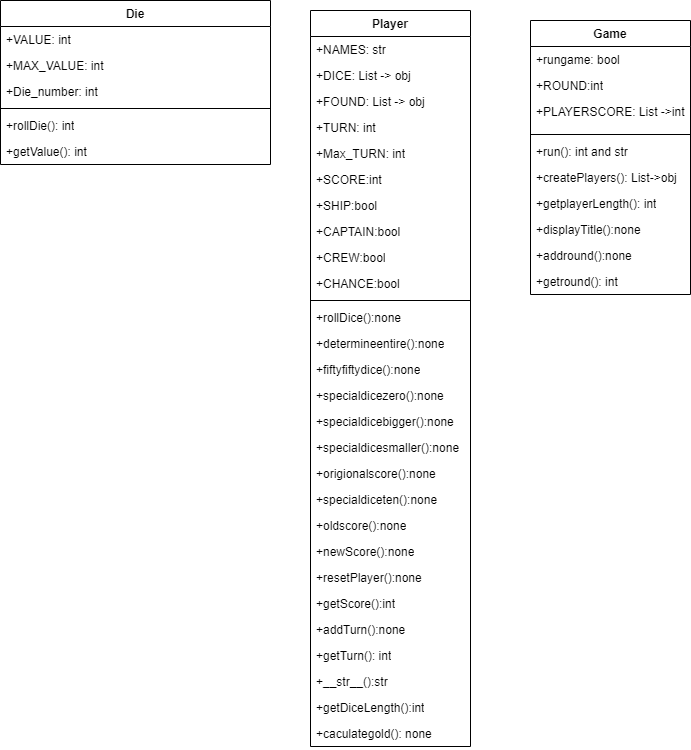 Die
+VALUE: int
+MAX_VALUE: int
+Die_number: int
+rollDie(): int
+getValue(): int
Player
+NAMES: str
+DICE: List -> obj
+FOUND: List -> obj
+TURN: int
+Max_TURN: int
+SCORE:int
+SHIP:bool
+CAPTAIN:bool
+CREW:bool
+CHANCE:bool
+rollDice():none
+determineentire():none
+fiftyfiftydice():none
+specialdicezero():none
+specialdicebigger():none
+specialdicesmaller():none
+origionalscore():none
+specialdiceten():none
+oldscore():none
+newScore():none
+resetPlayer():none
+getScore():int
+addTurn():none
+getTurn(): int
+__str__():str
+getDiceLength():int
+caculategold(): none
Game
+rungame: bool
+ROUND:int
+PLAYERSCORE: List ->int
+run(): int and str
+createPlayers(): List->obj
+getplayerLength(): int
+displayTitle():none
+addround():none
+getround(): int